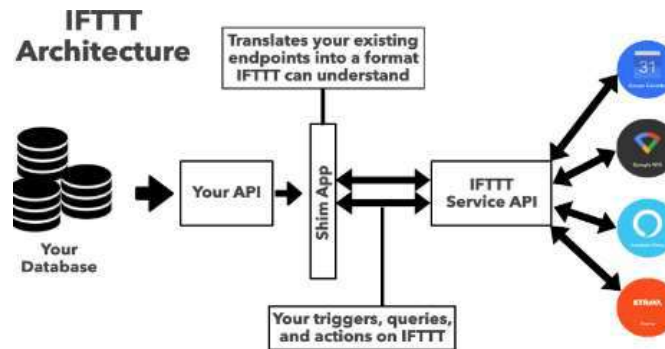 IFTTT
Architecture
Translates your existing
endpoints into a format
IFTTT can understand
31
Your API
Shim App
IFTTT
Service API
Your
Database
STRAVA
Your triggers, queries,
and actions on IFTTT